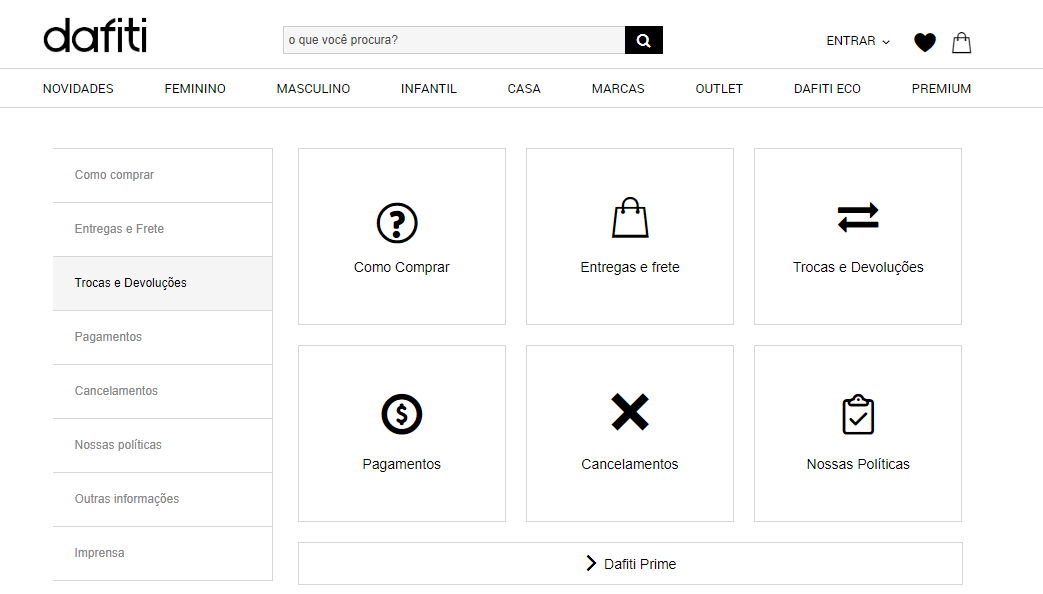 dafiti
o que você procura?
ENTRAR
NOVIDADES FEMININO MASCULINO INFANTIL CASA MARCAS OUTLET DAFITI ECO PREMIUM
Como comprar
Entregas e Frete
Trocas e Devoluções
Pagamentos
Cancelamentos
Nossas políticas
Outras informações
Imprensa
Como Comprar
Entregas e frete
Trocas e Devoluções
Pagamentos
Cancelamentos
Nossas Políticas
Dafiti Prime